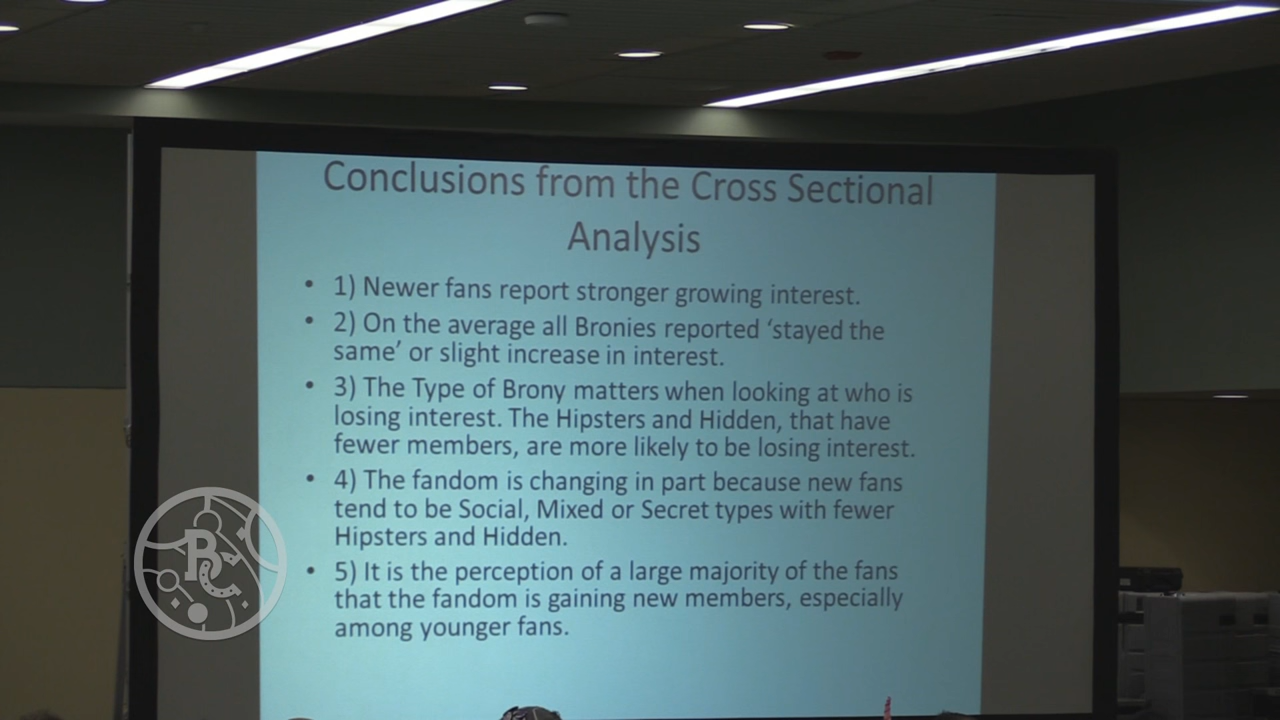 Conclusions from the Cross Sectional
Analysis
• 1) Newer fans report stronger growing interest.
• 2) On the average all Bronies reported ‘stayed the
same’ or slight increase in interest.
• 3) The Type of Brony matters when looking at who is
losing interest. The Hipsters and Hidden, that have
fewer members, are more likely to be losing interest.
• 4) The fandom is changing in part because new fans
tend to be Social, Mixed or Secret types with fewer
Hipsters and Hidden.
• 5) It is the perception of a large majority of the fans
that the fandom is gaining new members, especially
among younger fans.
BC